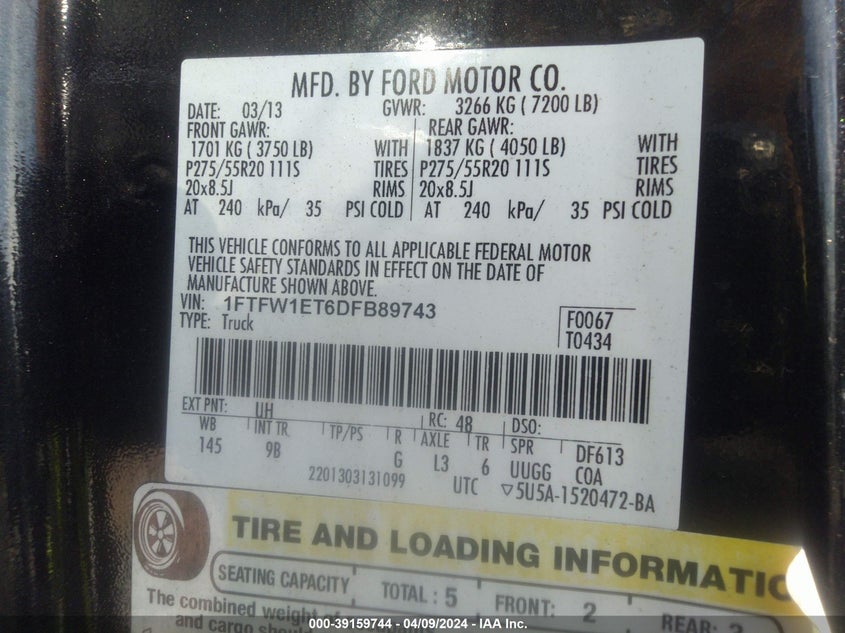 MFD. BY FORD MOTOR CO.
DATE: 03/13 GVWR: 3266 KG ( 7200 LB)
FRONT GAWR: REAR GAWR:
1701 KG ( 3750 LB) WITH 1837 KG ( 4050 LB) WITH
P275/55R20 111S TIRES P275/55R20 111S TIRES
20x8.5J RIMS 20x8.5J RIMS
AT 240 kPa/ 35 PSI COLD AT 240 kPa/ 35 PSI COLD
THIS VEHICLE CONFORMS TO ALL APPLICABLE FEDERAL MOTOR
VEHICLE SAFETY STANDARDS IN EFFECT ON THE DATE OF
MANUFACTURE SHOWN ABOVE.
VIN: 1FTFW1ET6DFB89743
TYPE: Truck
F0067
T0434
EXT PNT: UH RC: 48 DSO:
WB INT TR TP/PS R AXLE TR SPR DF613
145 9B G L3 6 UUGG COA
2201303131099 UTC ▽5U5A-1520472-BA
TIRE AND LOADING INFORMATIO
SEATING CAPACITY TOTAL : 5 FRONT: 2 REAR:
The combined weight of
and cargo
000-39159744 - 04/09/2024 - IAA Inc.